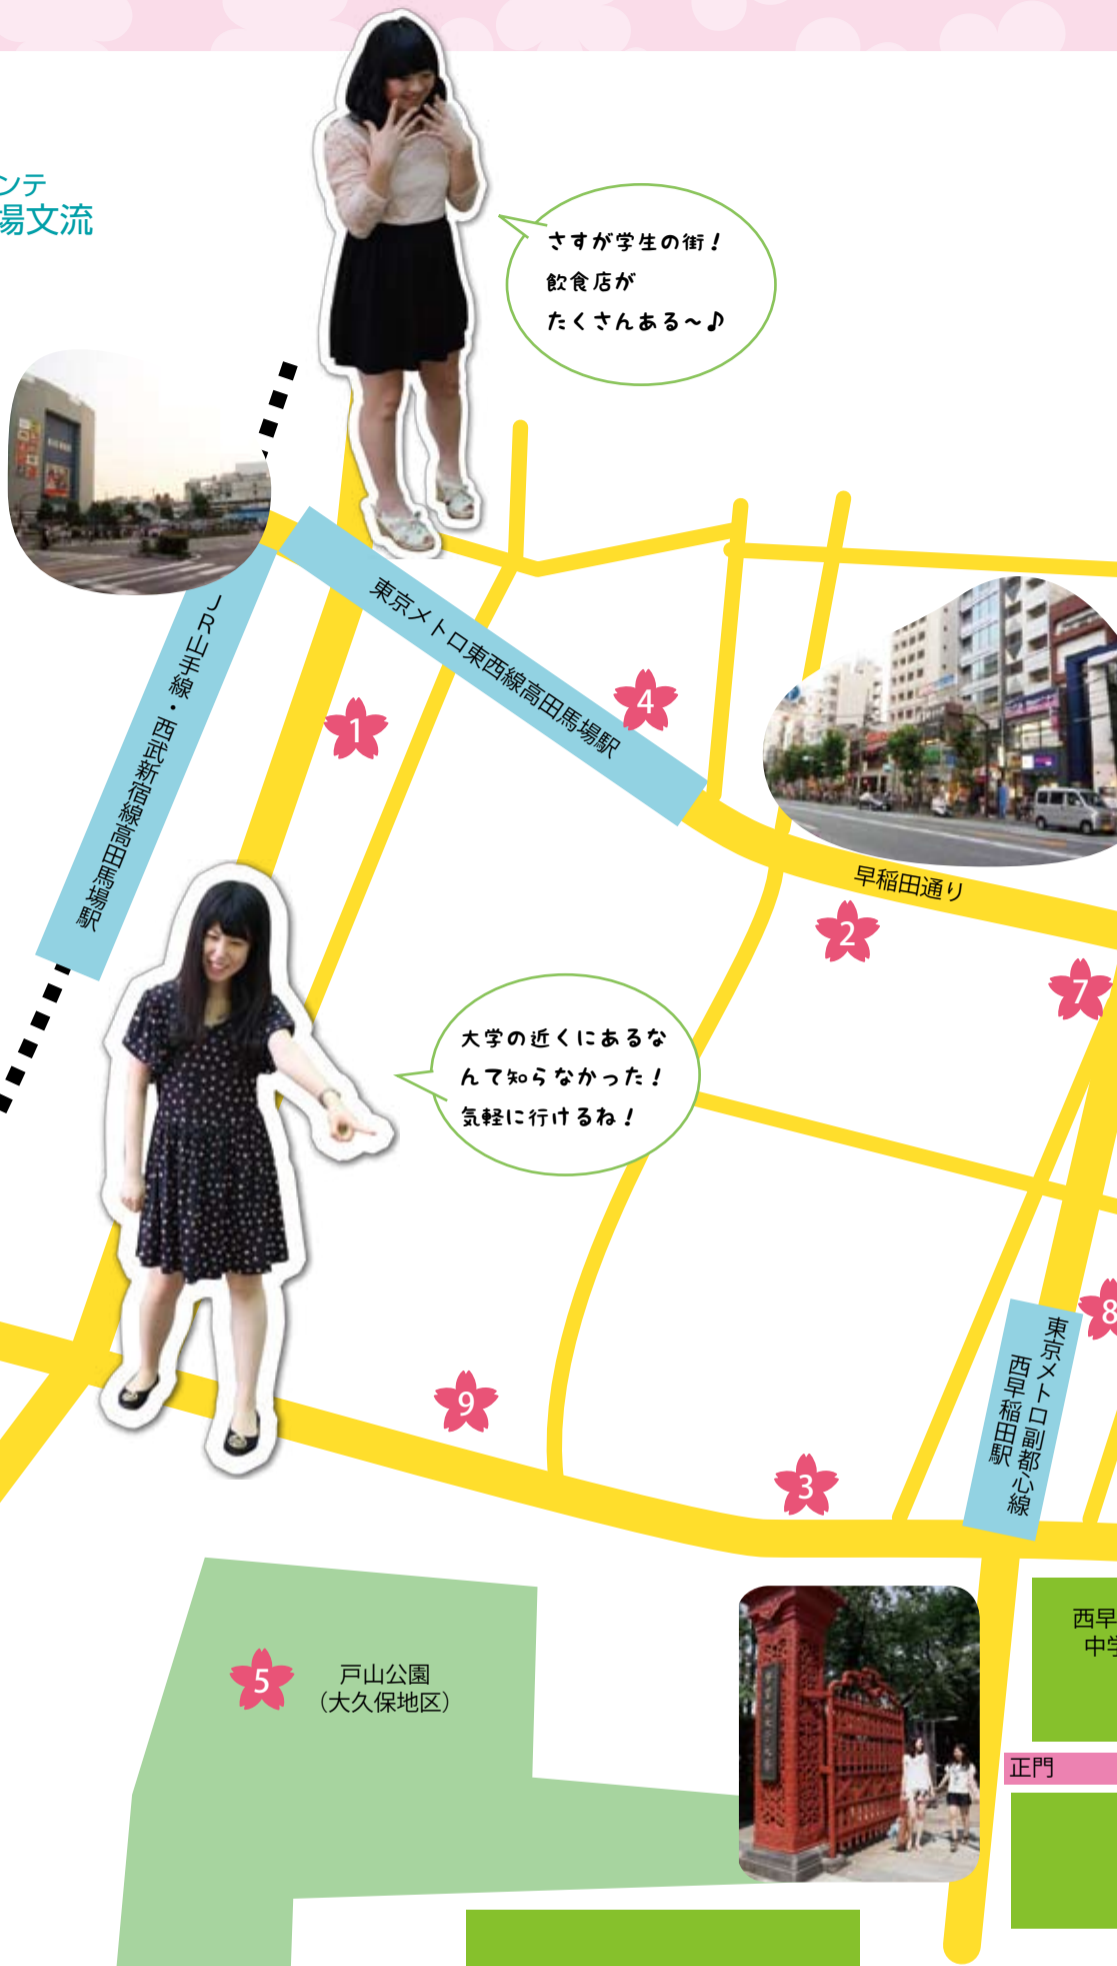 ンテ
場文流
さすが学生の街！
飲食店が
たくさんある～♪
東京メトロ東西線高田馬場駅
JR山手線・西武新宿線高田馬場駅
4
1
早稲田通り
2
7
大学の近くにあるな
んて知らなかった！
気軽に行けるね！
8
東京メトロ副都心線
西早稲田駅
9
3
5
戸山公園
（大久保地区）
西早
中学
正門